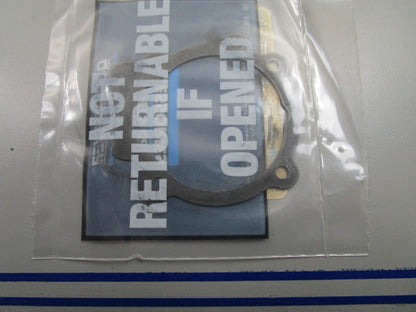 NOT
RETURNABLE
IF
OPENED